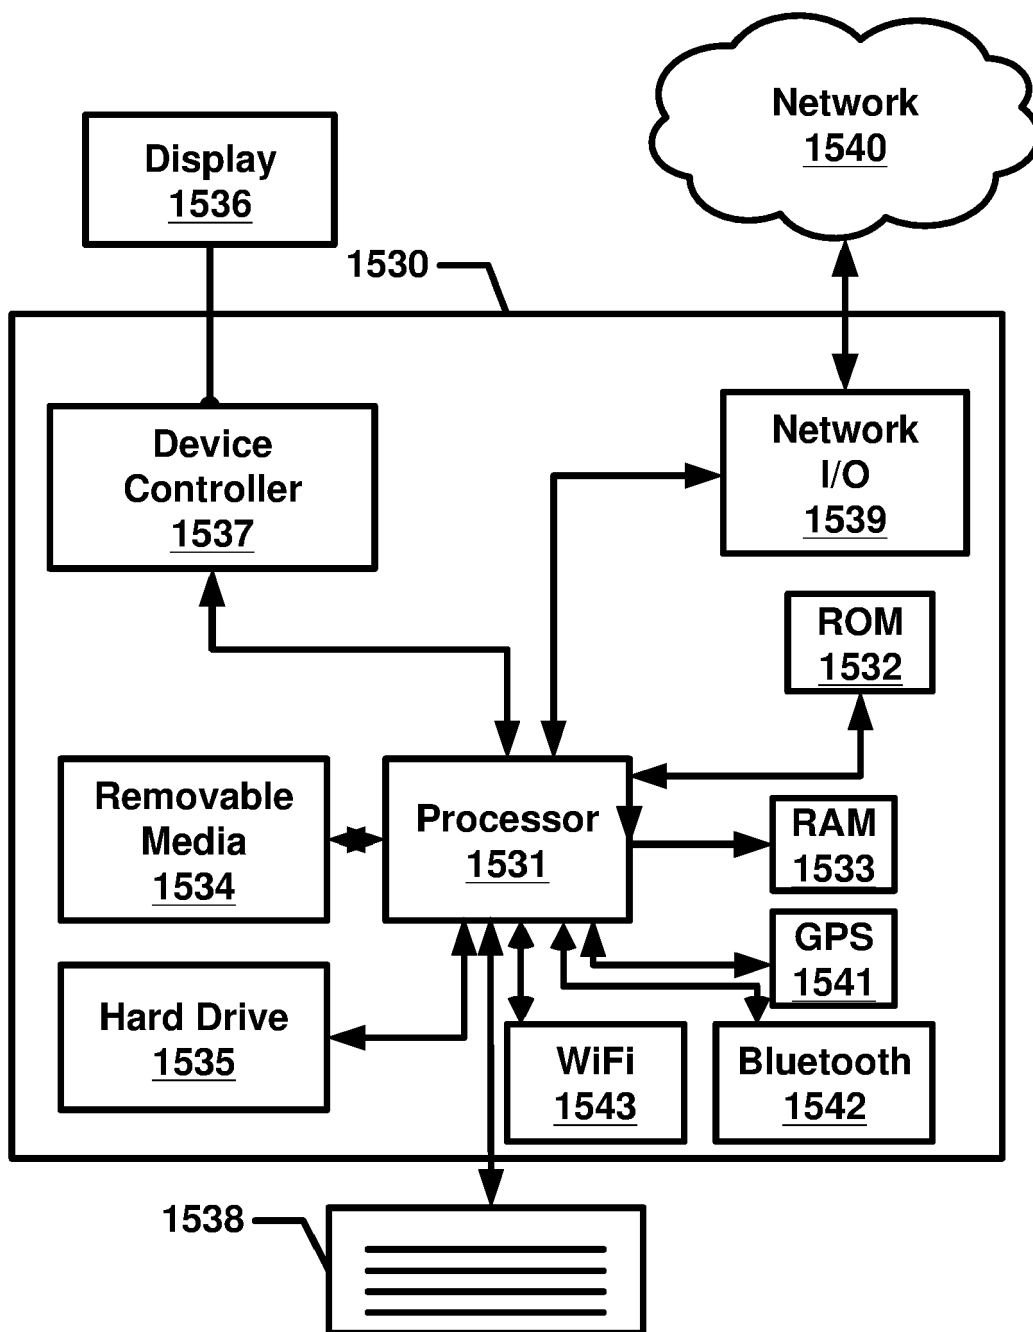 Network
1540
Display
1536
1530
Device
Controller
1537
Network
I/O
1539
ROM
1532
Removable
Media
1534
Processor
1531
RAM
1533
GPS
1541
Hard Drive
1535
WiFi
1543
Bluetooth
1542
1538